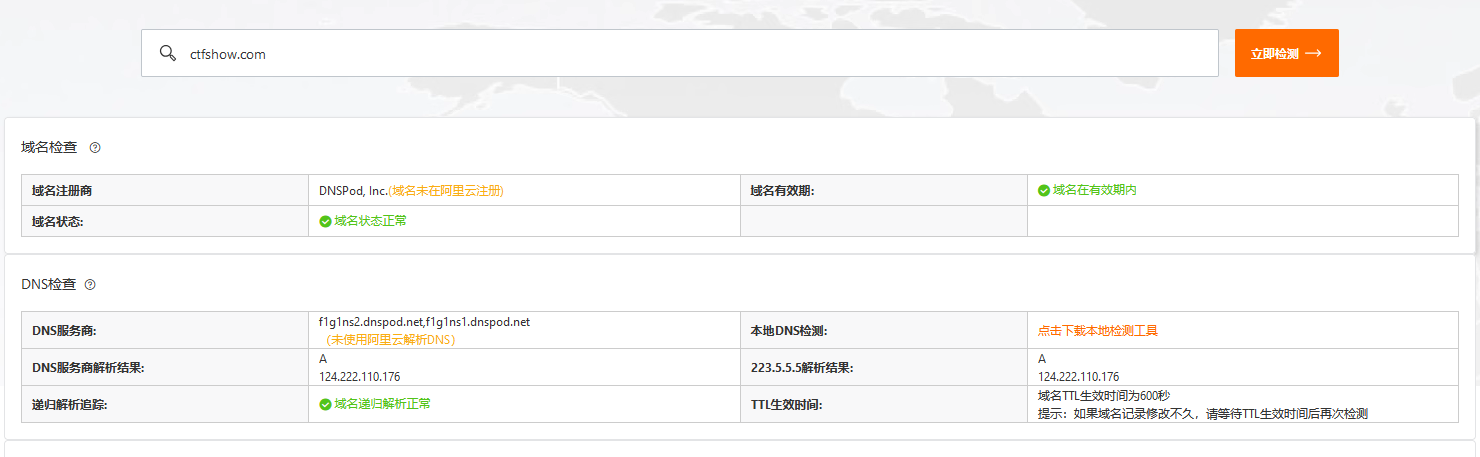 ctfshow.com
立即检测
域名检查
域名注册商 DNSPod, Inc.(域名未在阿里云注册) 域名有效期: 域名在有效期内
域名状态: 域名状态正常
DNS检查
DNS服务商: f1g1ns2.dnspod.net,f1g1ns1.dnspod.net
（未使用阿里云解析DNS）
本地DNS检测: 点击下载本地检测工具
DNS服务商解析结果: A
124.222.110.176
223.5.5.5解析结果: A
124.222.110.176
递归解析追踪: 域名递归解析正常
TTL生效时间: 域名TTL生效时间为600秒
提示：如果域名记录修改不久，请等待TTL生效时间后再次检测